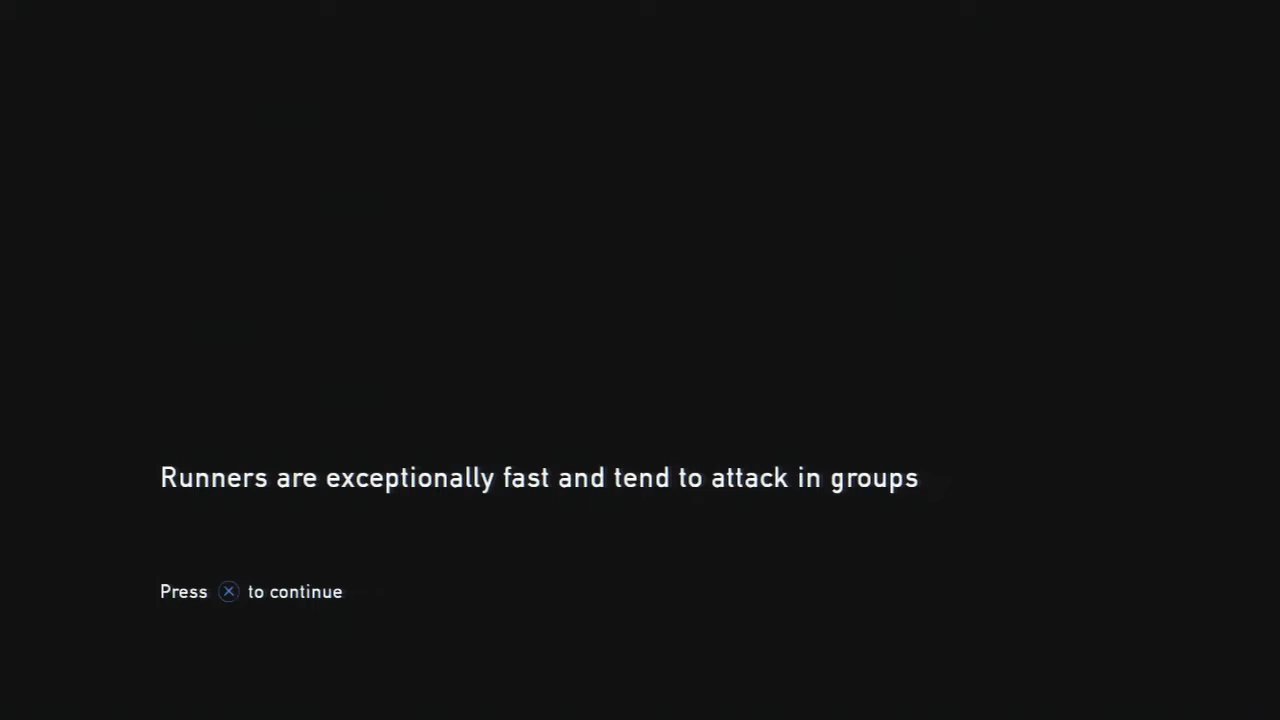 Runners are exceptionally fast and tend to attack in groups
Press ⓧ to continue